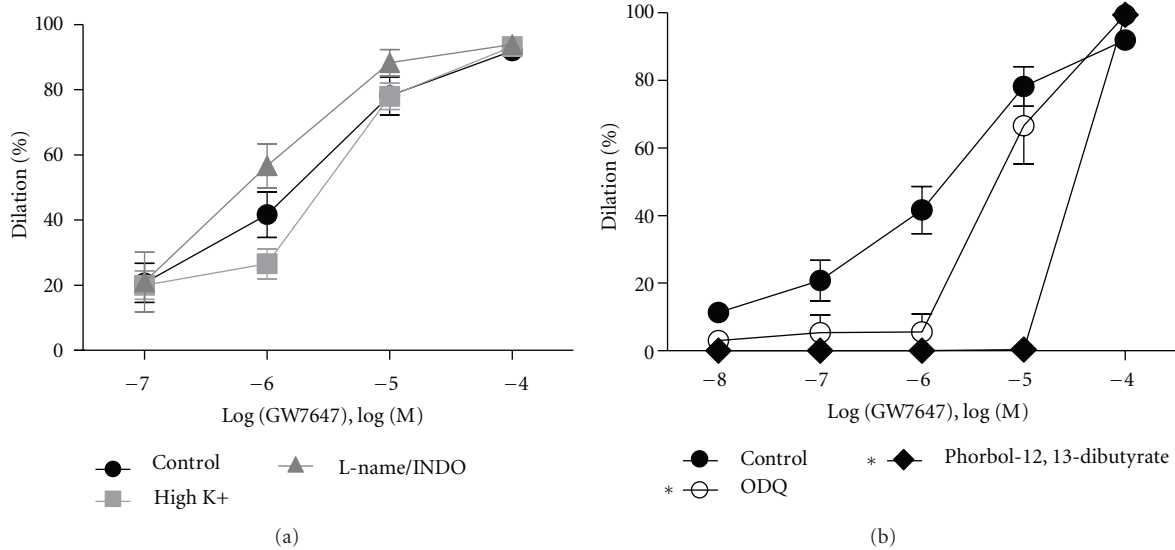 100
80
60
40
20
0
Dilation (%)
−7
−6
−5
−4
Log (GW7647), log (M)
Control
L-name/INDO
High K+
(a)
100
80
60
40
20
0
Dilation (%)
−8
−7
−6
−5
−4
Log (GW7647), log (M)
Control
* Phorbol-12, 13-dibutyrate
* ODQ
(b)